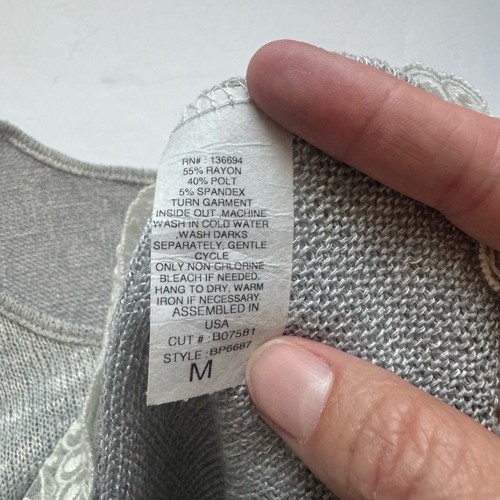 RN# : 136694
55% RAYON
40% POLT
5% SPANDEX
TURN GARMENT
INSIDE OUT ,MACHINE
WASH IN COLD WATER
,WASH DARKS
SEPARATELY, GENTLE
CYCLE
ONLY.NON-CHLORINE
BLEACH IF NEEDED.
HANG TO DRY, WARM
IRON IF NECESSARY.
ASSEMBLED IN
USA
CUT # : B07581
STYLE : BP6687
M